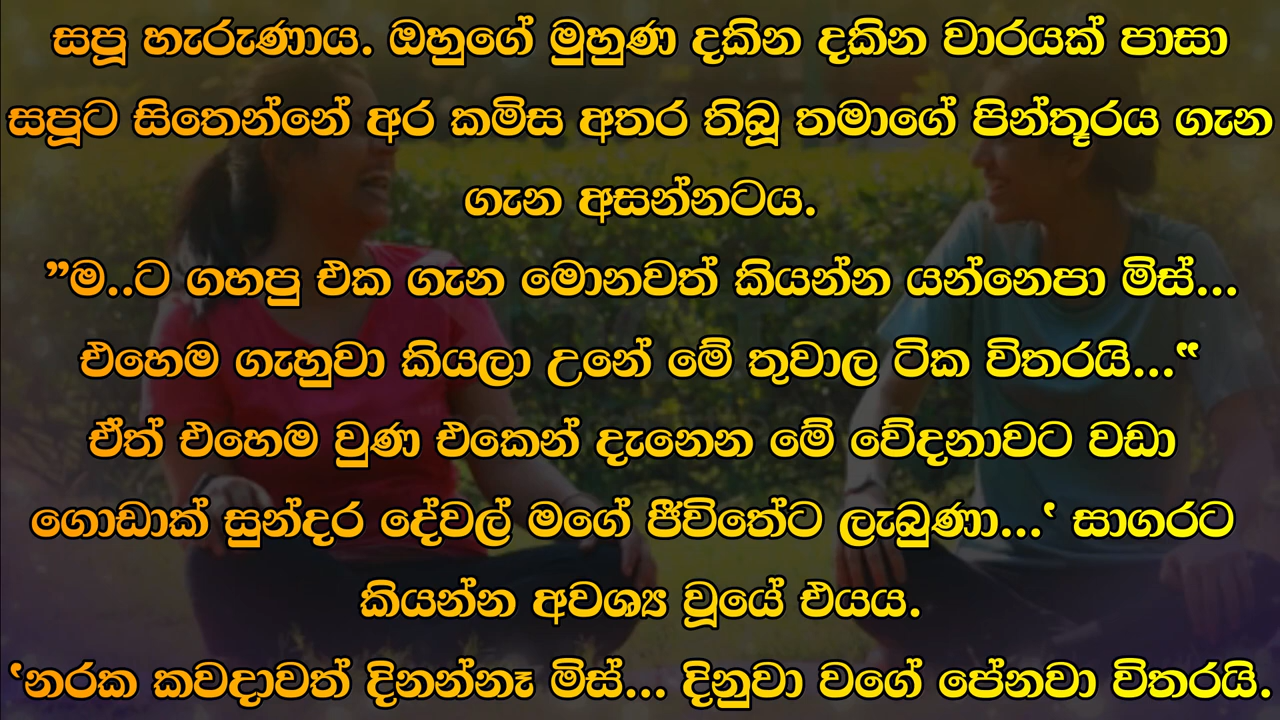 සපූ හැරුණාය. ඔහුගේ මුහුණ දකින දකින වාරයක් පාසා
සපූට සිතෙන්නේ අර කමිස අතර තිබූ තමාගේ පින්තූරය ගැන
ගැන අසන්නටය.
”ම..ට ගහපු එක ගැන මොනවත් කියන්න යන්නෙපා මිස්...
එහෙම ගැහුවා කියලා උනේ මේ තුවාල ටික විතරයි...“
ඒත් එහෙම වුණ එකෙන් දැනෙන මේ වේදනාවට වඩා
ගොඩාක් සුන්දර දේවල් මගේ ජීවිතේට ලැබුණා...‘ සාගරට
කියන්න අවශ්‍ය වූයේ එයය.
‘නරක කවදාවත් දිනන්නෑ මිස්... දිනුවා වගේ පේනවා විතරයි.